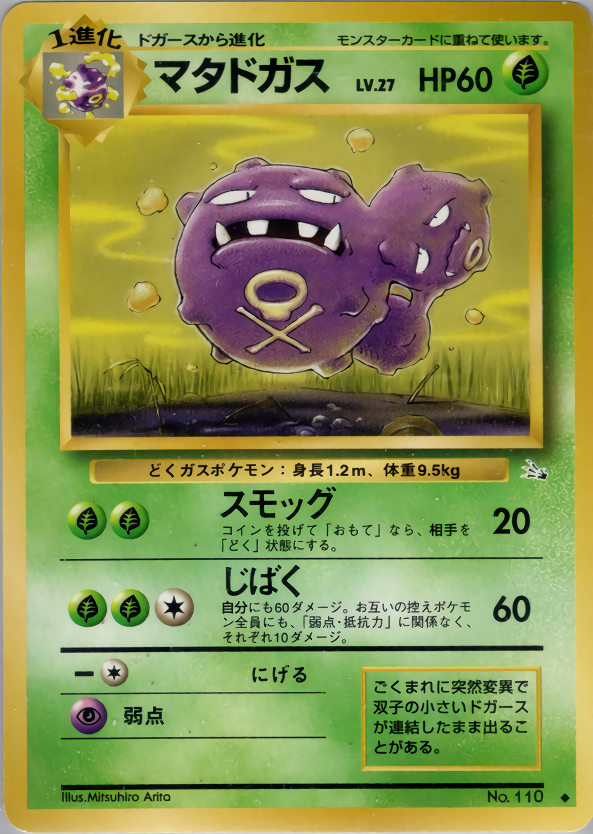 1進化
ドガースから進化
モンスターカードに重ねて使います。
マタドガス LV.27 HP60
どくガスポケモン：身長1.2m、体重9.5kg
スモッグ
コインを投げて「おもて」なら、相手を
「どく」状態にする。
20
じばく
自分にも60ダメージ。お互いの控えポケモ
ン全員にも、「弱点・抵抗力」に関係なく、
それぞれ10ダメージ。
60
ー にげる
弱点
ごくまれに突然変異で
双子の小さいドガース
が連結したまま出るこ
とがある。
Illus.Mitsuhiro Arita
No. 110